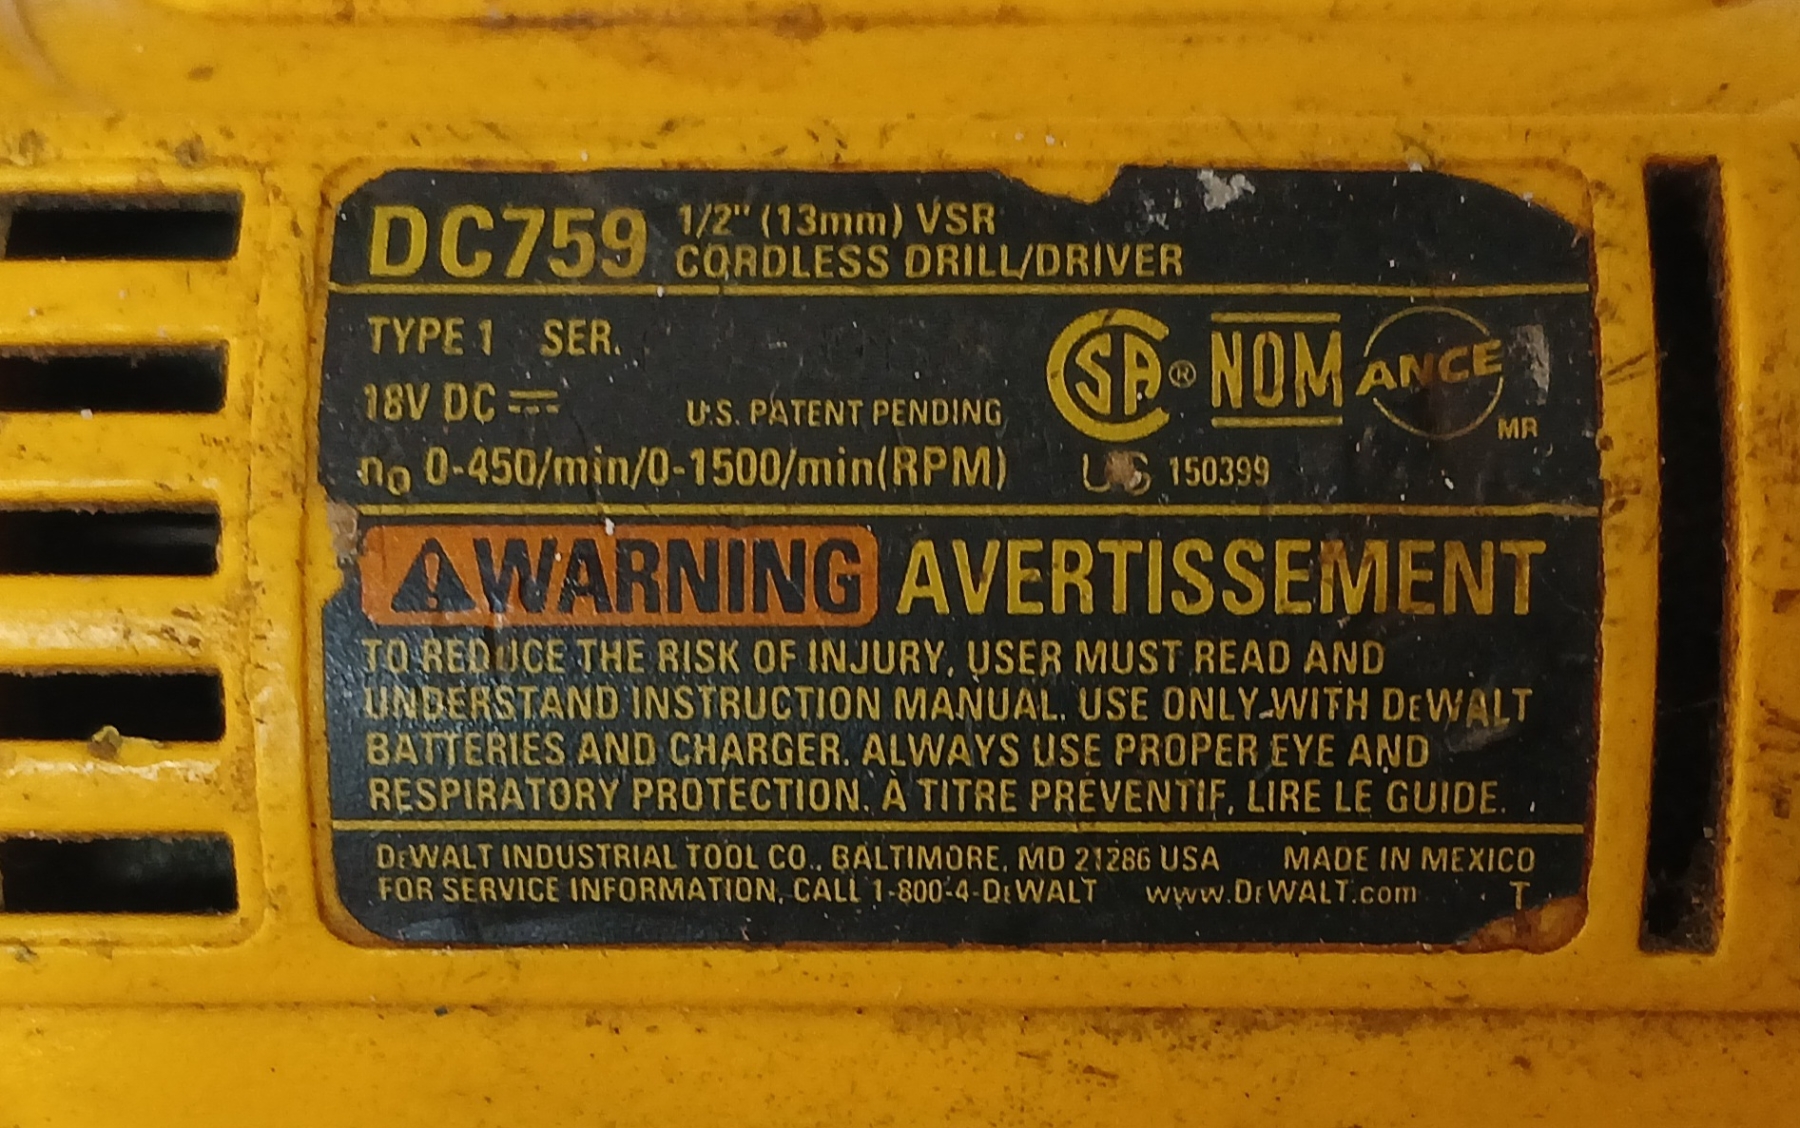 DC759 1/2" (13mm) VSR
CORDLESS DRILL/DRIVER
TYPE 1 SER.
18V DC
U.S. PATENT PENDING
n0 0-450/min/0-1500/min(RPM)
CSA® NOM ANCE
MR
US 150399
WARNING AVERTISSEMENT
TO REDUCE THE RISK OF INJURY, USER MUST READ AND
UNDERSTAND INSTRUCTION MANUAL. USE ONLY WITH DEWALT
BATTERIES AND CHARGER. ALWAYS USE PROPER EYE AND
RESPIRATORY PROTECTION. À TITRE PRÉVENTIF, LIRE LE GUIDE.
DEWALT INDUSTRIAL TOOL CO., BALTIMORE, MD 21286 USA MADE IN MEXICO
FOR SERVICE INFORMATION, CALL 1-800-4-DEWALT www.DEWALT.com T